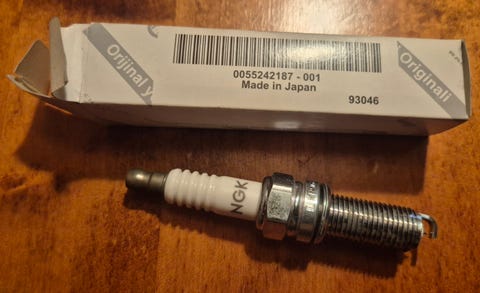 Orijinal y
0055242187 - 001
Made in Japan
93046
Originali
NGK